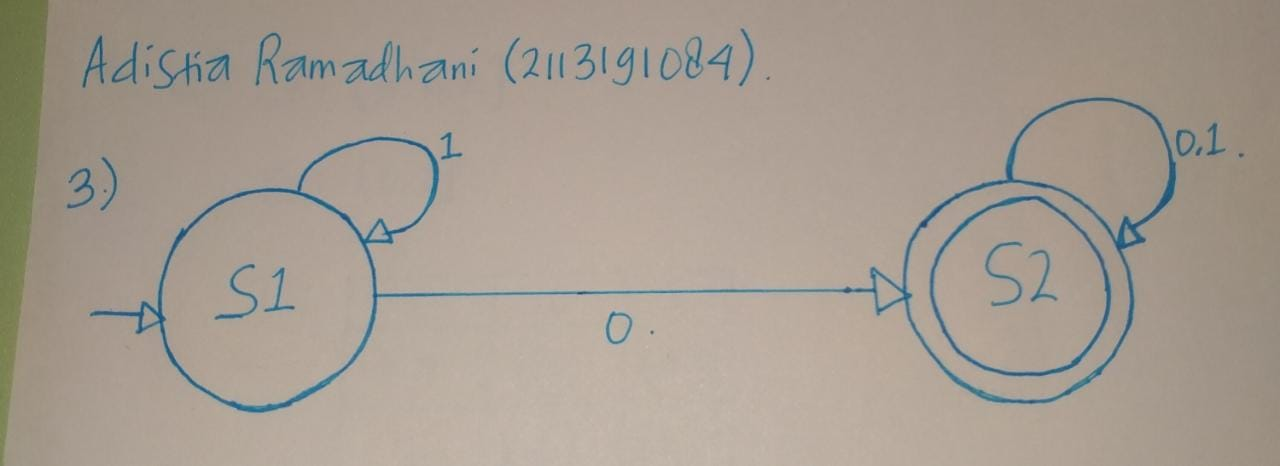 Adistia Ramadhani (2113191084).
3.)
1
0,1.
S1
S2
0.